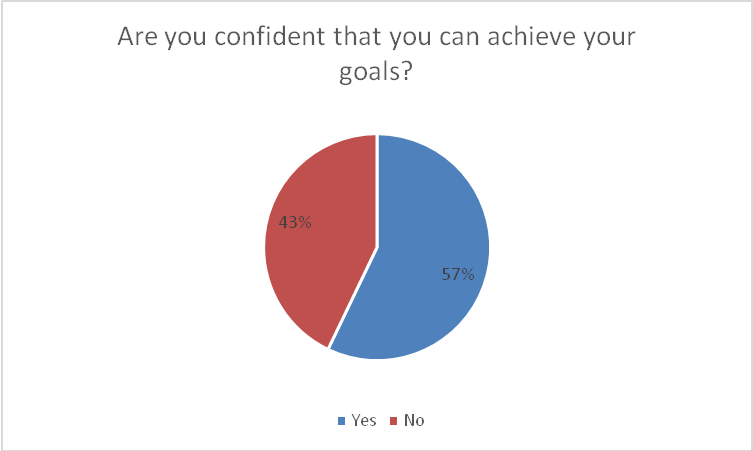 Are you confident that you can achieve your
goals?
43%
57%
Yes No